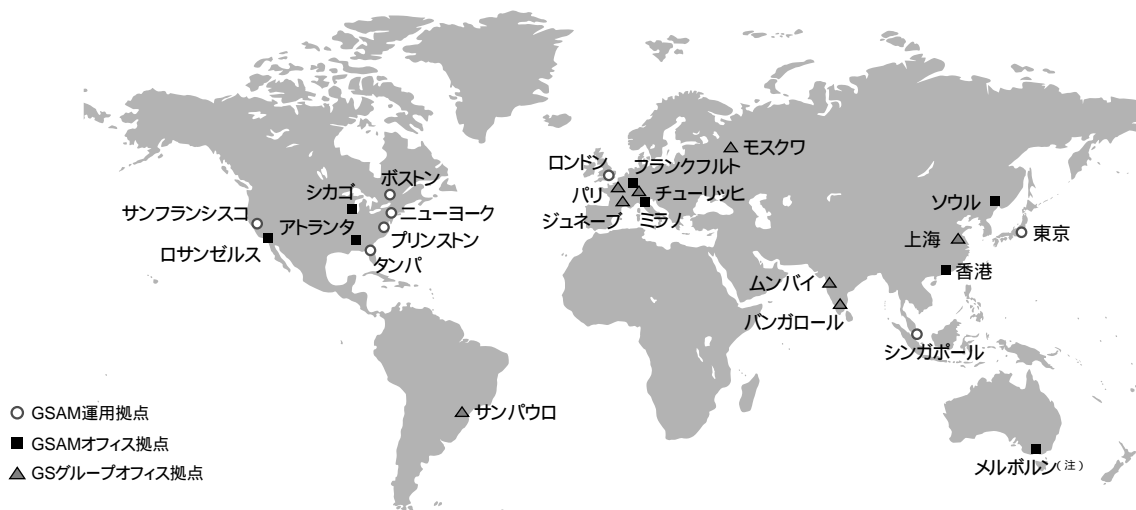 モスクワ
ロンドン
フランクフルト
パリ
チューリッヒ
ジュネーブ
ミラノ
ボストン
シカゴ
ニューヨーク
サンフランシスコ
アトランタ
プリンストン
ロサンゼルス
タンパ
ソウル
東京
上海
香港
ムンバイ
バンガロール
シンガポール
サンパウロ
メルボルン(注)
GSAM運用拠点
GSAMオフィス拠点
GSグループオフィス拠点